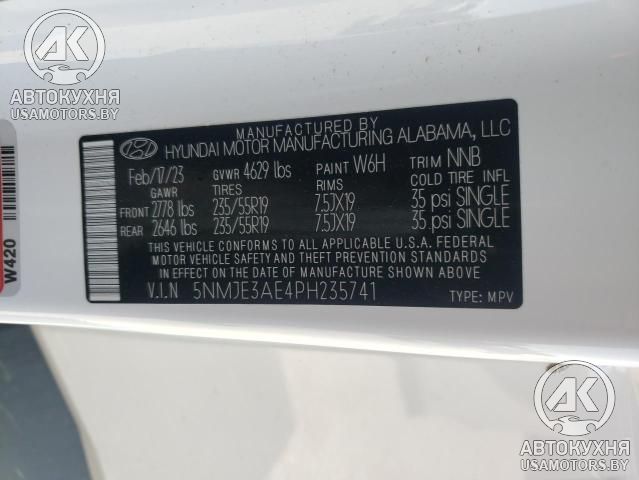 AK
АВТОКУХНЯ
USAMOTORS.BY
MANUFACTURED BY
HYUNDAI MOTOR MANUFACTURING ALABAMA, LLC
Feb/17/23 GVWR 4629 lbs PAINT W6H TRIM NNB
GAWR TIRES RIMS COLD TIRE INFL
FRONT 2778 lbs 235/55R19 7.5JX19 35 psi SINGLE
REAR 2646 lbs 235/55R19 7.5JX19 35 psi SINGLE
THIS VEHICLE CONFORMS TO ALL APPLICABLE U.S.A. FEDERAL
MOTOR VEHICLE SAFETY AND THEFT PREVENTION STANDARDS
IN EFFECT ON THE DATE OF MANUFACTURE SHOWN ABOVE.
V.I.N 5NMJE3AE4PH235741 TYPE: MPV
W420
AK
АВТОКУХНЯ
USAMOTORS.BY